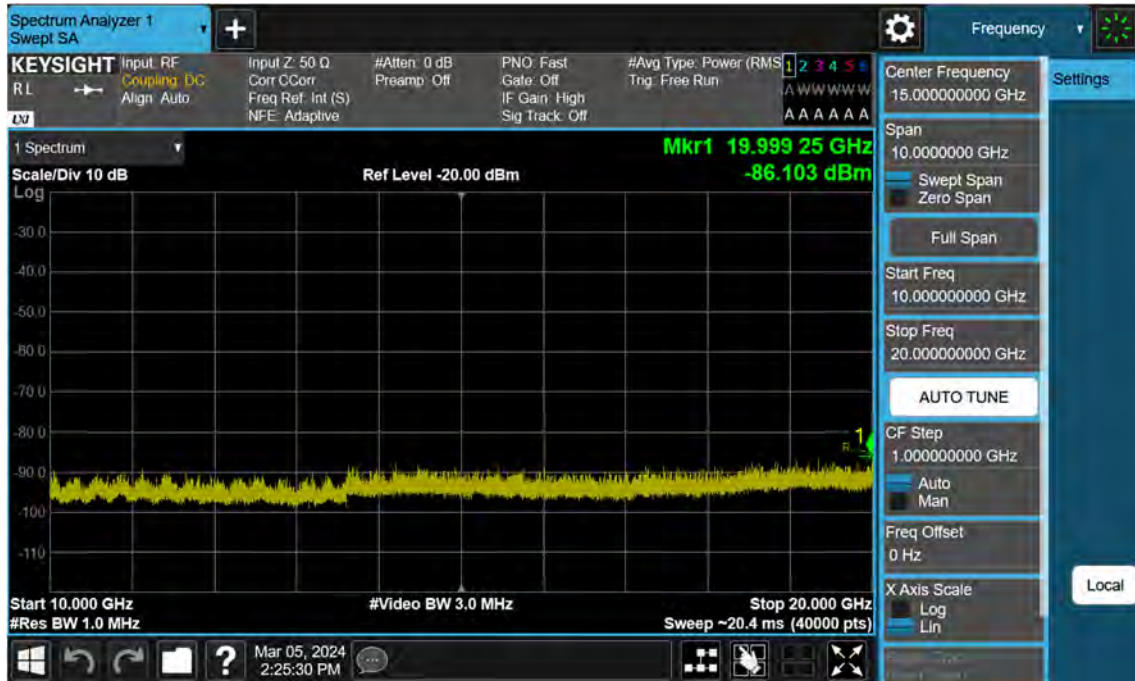 Spectrum Analyzer 1
Swept SA
Frequency
KEYSIGHT
Input: RF
Input Z: 50 Ω
#Atten: 0 dB
PNO: Fast
#Avg Type: Power (RMS
1 2 3 4 5 6
RL
Coupling: DC
Corr CCorr
Preamp: Off
Gate: Off
Trig: Free Run
A W W W W W
Align: Auto
Freq Ref: Int (S)
IF Gain: High
LXI
NFE: Adaptive
Sig Track: Off
A A A A A A
1 Spectrum
Mkr1 19.999 25 GHz
Scale/Div 10 dB
Ref Level -20.00 dBm
-86.103 dBm
Log
-30.0
-40.0
-50.0
-60.0
-70.0
-80.0
1
-90.0
-100
-110
Start 10.000 GHz
#Video BW 3.0 MHz
Stop 20.000 GHz
#Res BW 1.0 MHz
Sweep ~20.4 ms (40000 pts)
Mar 05, 2024
2:25:30 PM
?
Center Frequency
15.000000000 GHz
Settings
Span
10.0000000 GHz
Swept Span
Zero Span
Full Span
Start Freq
10.000000000 GHz
Stop Freq
20.000000000 GHz
AUTO TUNE
CF Step
1.000000000 GHz
Auto
Man
Freq Offset
0 Hz
X Axis Scale
Log
Lin
Local